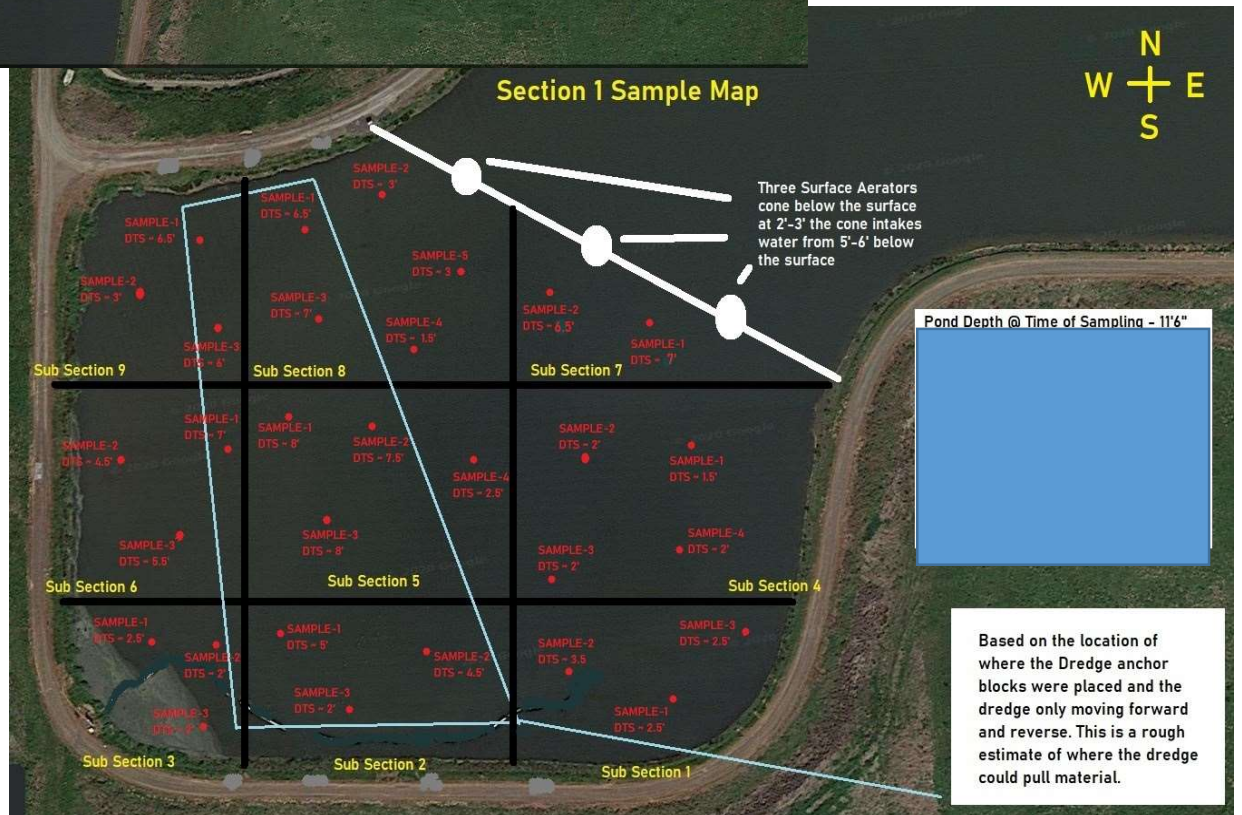 Section 1 Sample Map
N
W E
S
SAMPLE-2
DTS ~ 3'
SAMPLE-1
DTS ~ 6.5'
SAMPLE-1
DTS ~ 6.5'
SAMPLE-5
DTS ~ 3
SAMPLE-2
DTS ~ 3'
SAMPLE-3
DTS ~ 7'
SAMPLE-4
DTS ~ 1.5'
SAMPLE-3
DTS ~ 6'
SAMPLE-2
DTS ~ 6.5'
SAMPLE-1
DTS ~ 7'
Three Surface Aerators
cone below the surface
at 2'-3' the cone intakes
water from 5'-6' below
the surface
Pond Depth @ Time of Sampling - 11'6"
Sub Section 9
Sub Section 8
Sub Section 7
SAMPLE-1
DTS ~ 7'
SAMPLE-2
DTS ~ 4.5'
SAMPLE-1
DTS ~ 8'
SAMPLE-2
DTS ~ 7.5'
SAMPLE-4
DTS ~ 2.5'
SAMPLE-2
DTS ~ 2'
SAMPLE-1
DTS ~ 1.5'
SAMPLE-3
DTS ~ 5.5'
SAMPLE-3
DTS ~ 8'
SAMPLE-3
DTS ~ 2'
SAMPLE-4
DTS ~ 2'
Sub Section 6
Sub Section 5
Sub Section 4
SAMPLE-1
DTS ~ 2.5'
SAMPLE-2
DTS ~ 2'
SAMPLE-1
DTS ~ 5'
SAMPLE-2
DTS ~ 4.5'
SAMPLE-2
DTS ~ 3.5
SAMPLE-3
DTS ~ 2.5'
SAMPLE-3
DTS
SAMPLE-3
DTS ~ 2'
SAMPLE-1
DTS ~ 2.5'
Sub Section 3
Sub Section 2
Sub Section 1
Based on the location of
where the Dredge anchor
blocks were placed and the
dredge only moving forward
and reverse. This is a rough
estimate of where the dredge
could pull material.